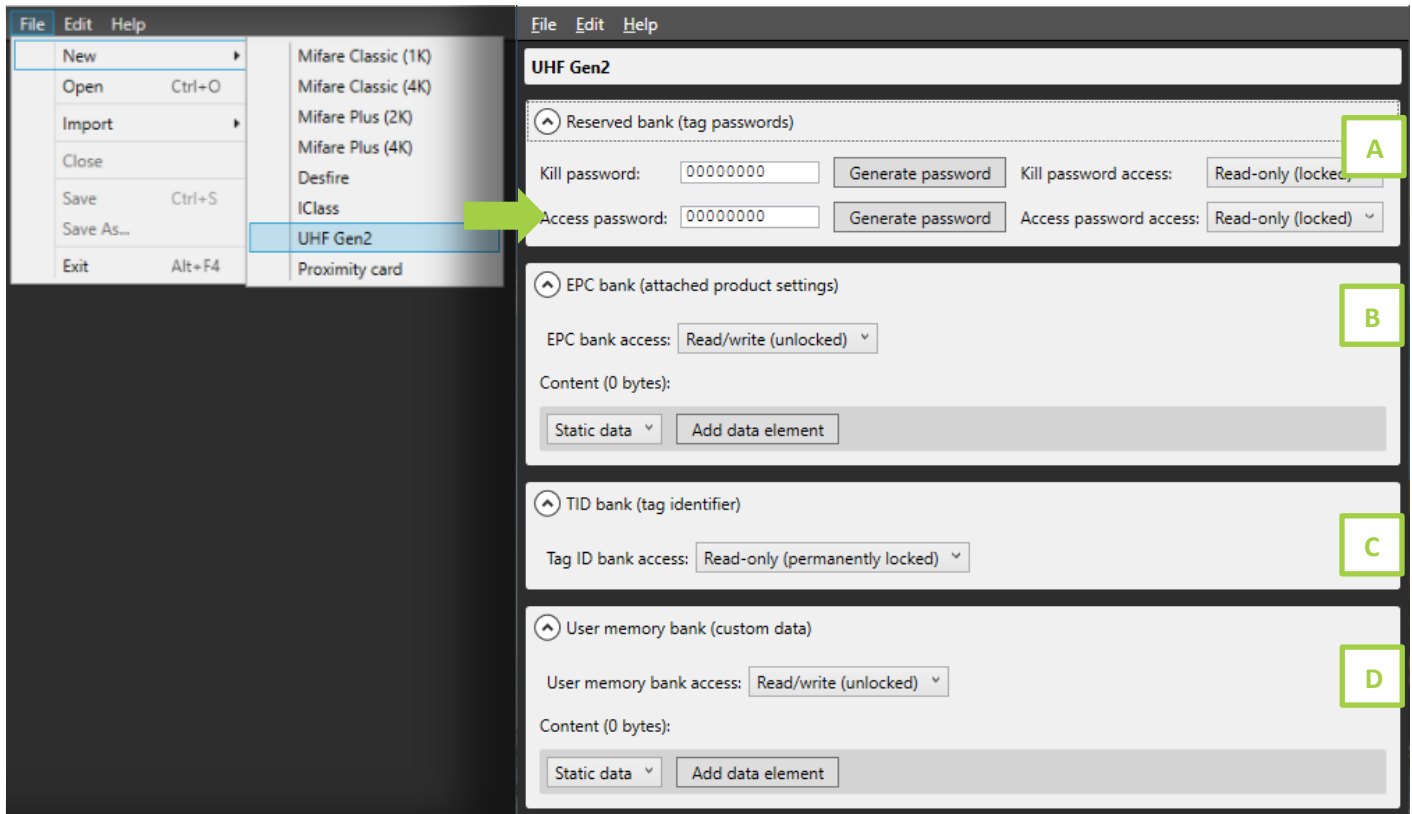 File Edit Help
New
Open Ctrl+O
Import
Close
Save Ctrl+S
Save As...
Exit Alt+F4
Mifare Classic (1K)
Mifare Classic (4K)
Mifare Plus (2K)
Mifare Plus (4K)
Desfire
IClass
UHF Gen2
Proximity card
File Edit Help
UHF Gen2
Reserved bank (tag passwords)
A
Kill password: 00000000 Generate password Kill password access: Read-only (locked)
Access password: 00000000 Generate password Access password access: Read-only (locked)
EPC bank (attached product settings)
B
EPC bank access: Read/write (unlocked)
Content (0 bytes):
Static data Add data element
TID bank (tag identifier)
C
Tag ID bank access: Read-only (permanently locked)
User memory bank (custom data)
D
User memory bank access: Read/write (unlocked)
Content (0 bytes):
Static data Add data element